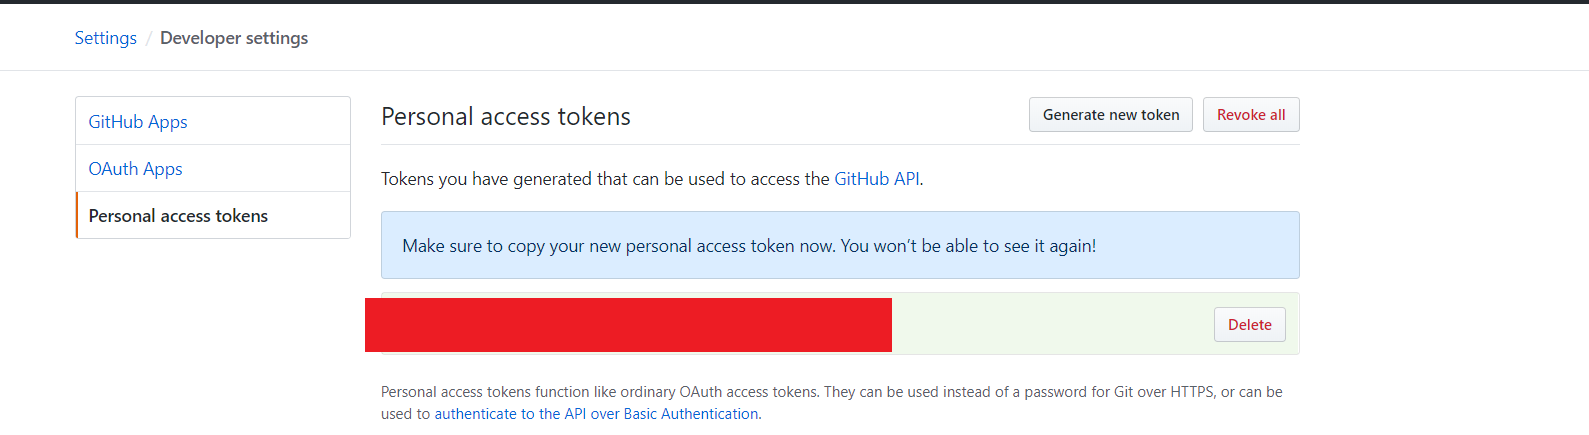 Settings / Developer settings
GitHub Apps
OAuth Apps
Personal access tokens
Personal access tokens
Generate new token
Revoke all
Tokens you have generated that can be used to access the GitHub API.
Make sure to copy your new personal access token now. You won’t be able to see it again!
Delete
Personal access tokens function like ordinary OAuth access tokens. They can be used instead of a password for Git over HTTPS, or can be
used to authenticate to the API over Basic Authentication.